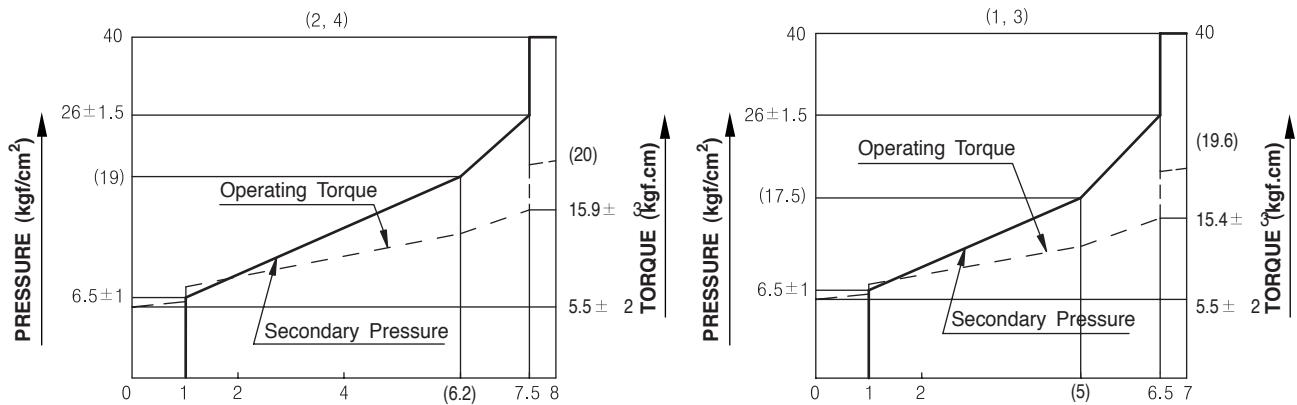 (2, 4)
40
26±1.5
(19)
6.5±1
PRESSURE (kgf/cm²)
Operating Torque
Secondary Pressure
(20)
15.9± 3
5.5± 2
TORQUE (kgf.cm)
0 1 2 4 (6.2) 7.5 8
(1, 3)
40
40
26±1.5
(17.5)
6.5±1
PRESSURE (kgf/cm²)
Operating Torque
Secondary Pressure
(19.6)
15.4± 3
5.5± 2
TORQUE (kgf.cm)
0 1 2 (5) 6.5 7